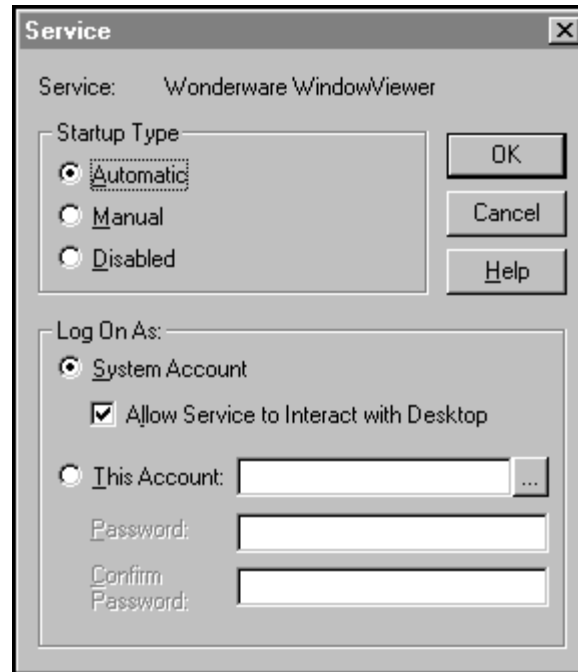 Service
Service: Wonderware WindowViewer
Startup Type
Automatic
Manual
Disabled
OK
Cancel
Help
Log On As:
System Account
Allow Service to Interact with Desktop
This Account:
...
Password:
Confirm
Password: